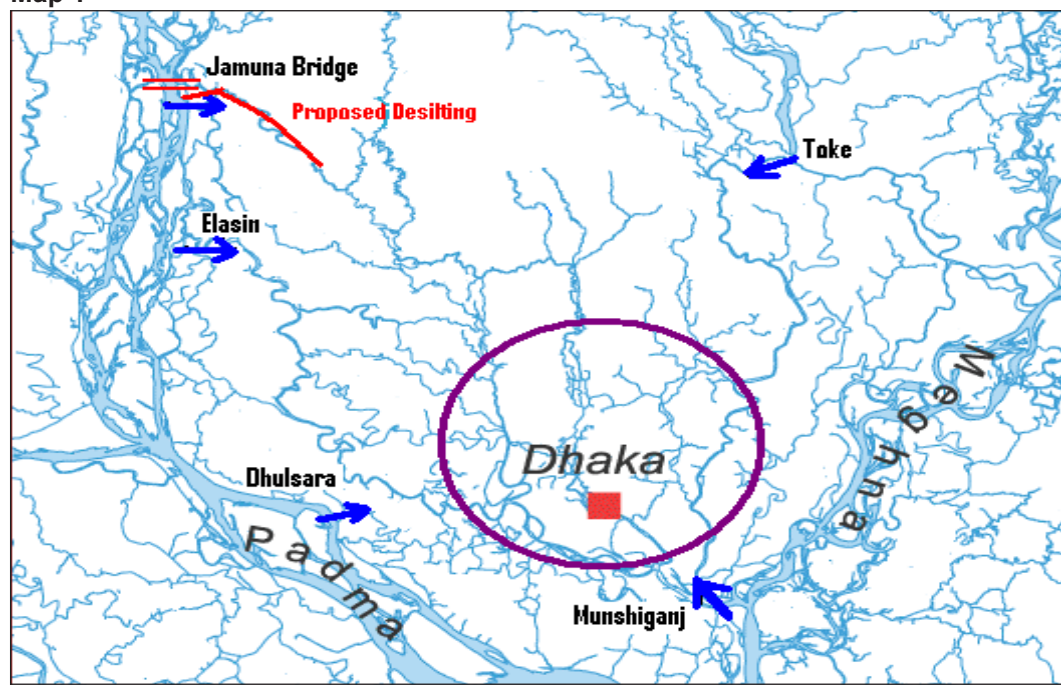 Jamuna Bridge
Proposed Desilting
Toke
Elasin
Meghna
Dhaka
Dhulsara
Padma
Munshiganj